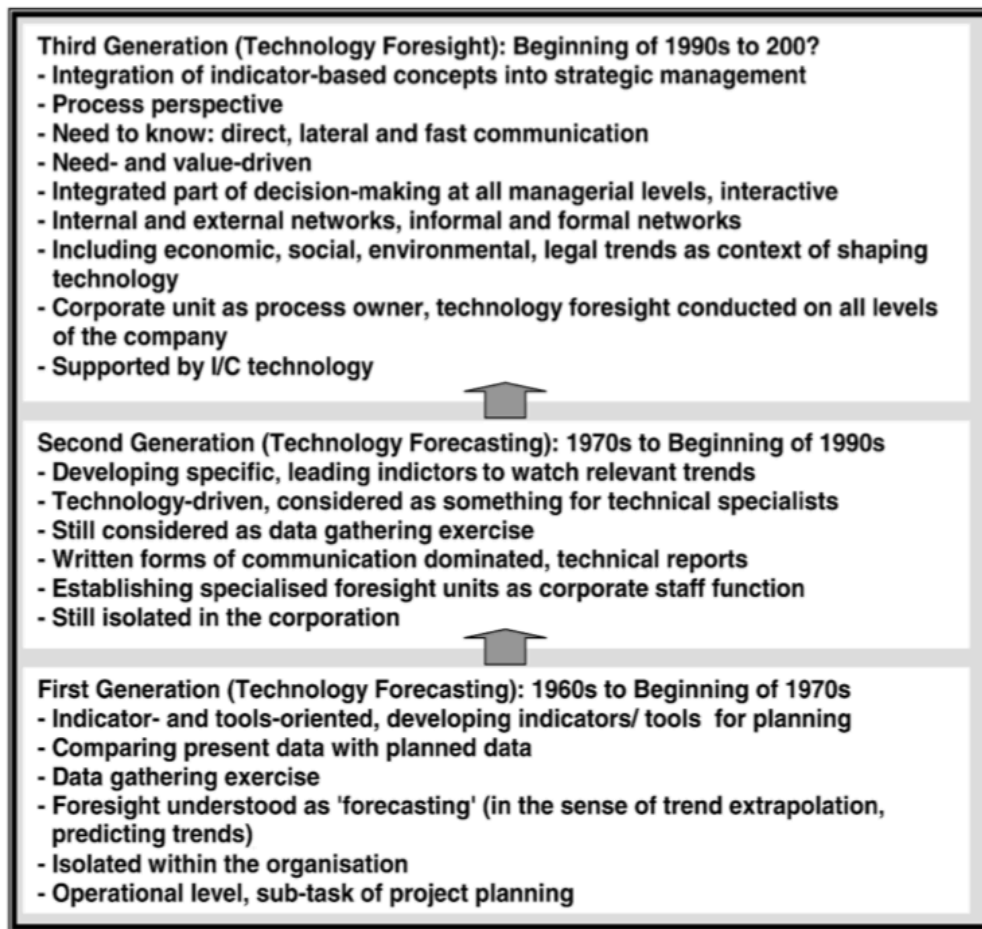 Third Generation (Technology Foresight): Beginning of 1990s to 200?
- Integration of indicator-based concepts into strategic management
- Process perspective
- Need to know: direct, lateral and fast communication
- Need- and value-driven
- Integrated part of decision-making at all managerial levels, interactive
- Internal and external networks, informal and formal networks
- Including economic, social, environmental, legal trends as context of shaping
technology
- Corporate unit as process owner, technology foresight conducted on all levels
of the company
- Supported by I/C technology
Second Generation (Technology Forecasting): 1970s to Beginning of 1990s
- Developing specific, leading indictors to watch relevant trends
- Technology-driven, considered as something for technical specialists
- Still considered as data gathering exercise
- Written forms of communication dominated, technical reports
- Establishing specialised foresight units as corporate staff function
- Still isolated in the corporation
First Generation (Technology Forecasting): 1960s to Beginning of 1970s
- Indicator- and tools-oriented, developing indicators/ tools for planning
- Comparing present data with planned data
- Data gathering exercise
- Foresight understood as 'forecasting' (in the sense of trend extrapolation,
predicting trends)
- Isolated within the organisation
- Operational level, sub-task of project planning